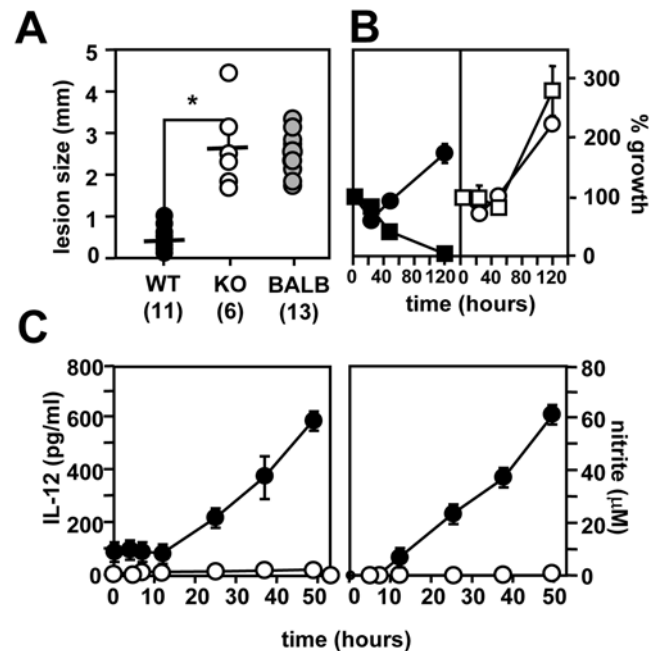 A
lesion size (mm)
5
4
3
2
1
0
*
WT KO BALB
(11) (6) (13)
B
300
200
100
0
% growth
0 40 80 120 0 40 80 120
time (hours)
C
IL-12 (pg/ml)
800
600
400
200
0
0 10 20 30 40 50
80
60
40
20
0
nitrite (µM)
0 10 20 30 40 50
time (hours)